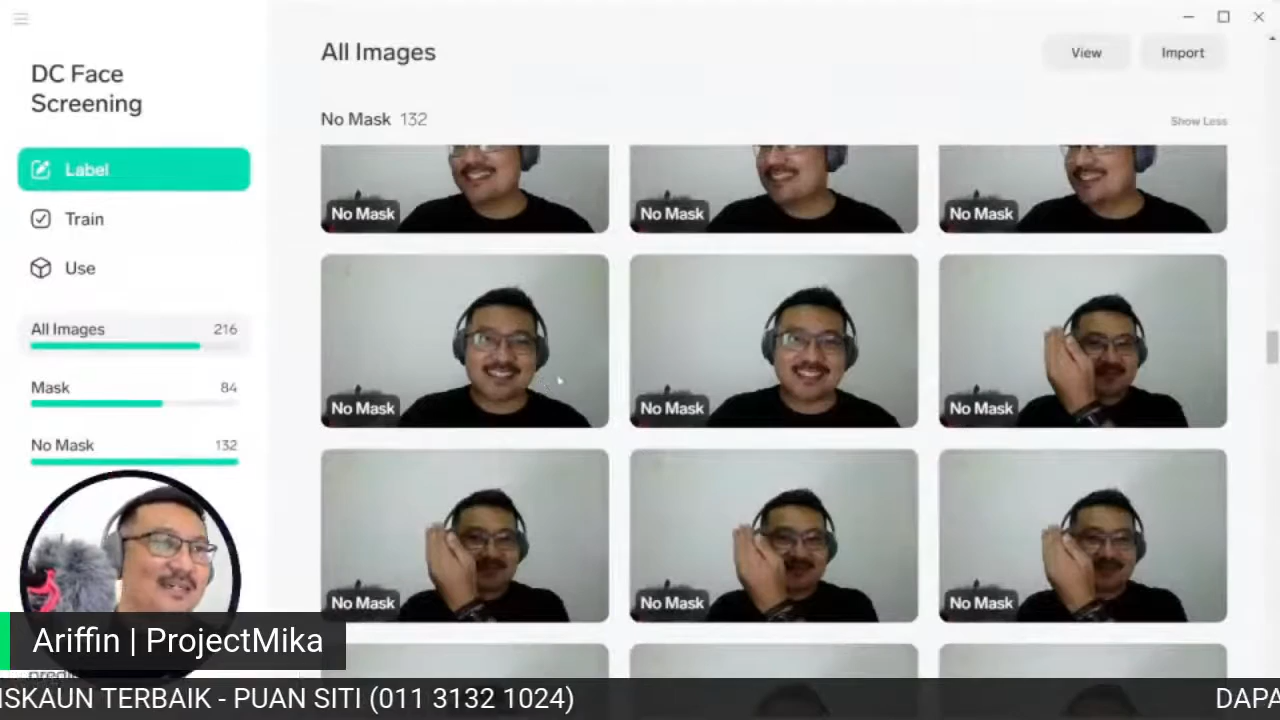 All Images
View
Import
DC Face
Screening
No Mask 132
Show Less
Label
No Mask
No Mask
No Mask
Train
Use
All Images 216
Mask 84
No Mask
No Mask
No Mask
No Mask 132
No Mask
No Mask
No Mask
Ariffin | ProjectMika
ISKAUN TERBAIK - PUAN SITI (011 3132 1024)
DAPA